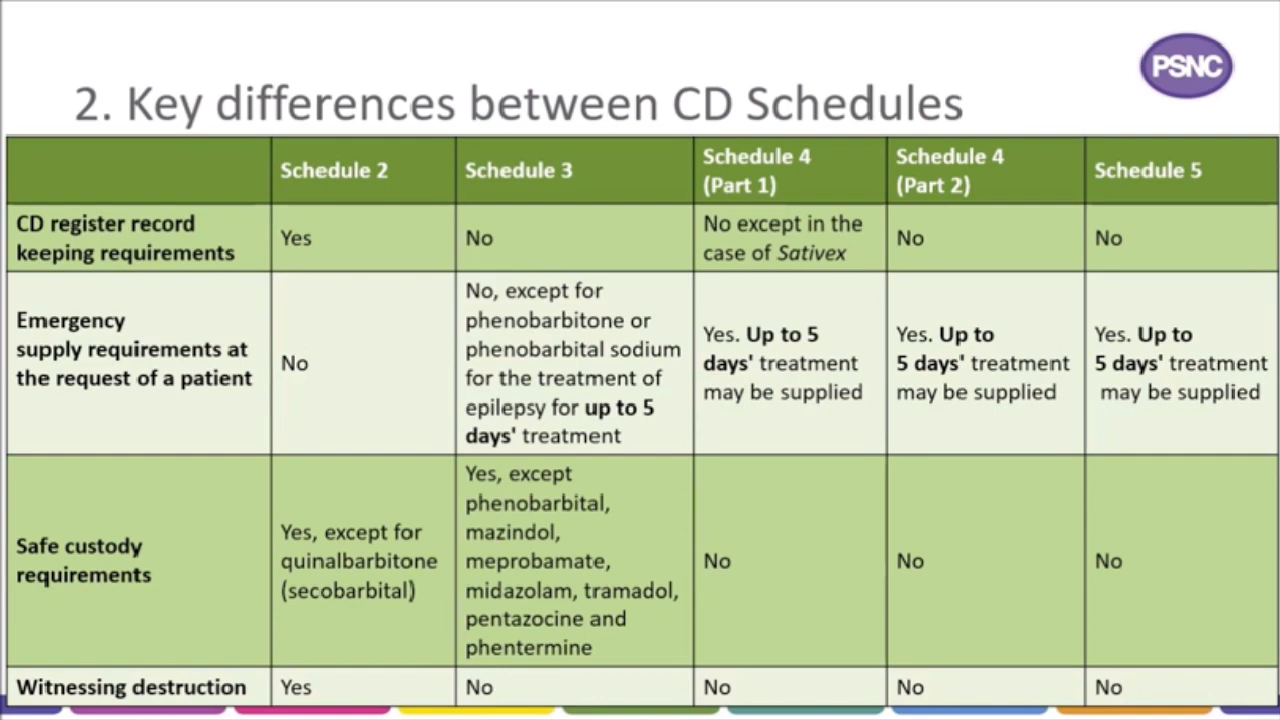 PSNC
2. Key differences between CD Schedules
Schedule 2
Schedule 3
Schedule 4
(Part 1)
Schedule 4
(Part 2)
Schedule 5
CD register record
keeping requirements
Yes
No
No except in the
case of Sativex
No
No
Emergency
supply requirements at
the request of a patient
No
No, except for
phenobarbitone or
phenobarbital sodium
for the treatment of
epilepsy for up to 5
days' treatment
Yes. Up to 5
days' treatment
may be supplied
Yes. Up to
5 days' treatment
may be supplied
Yes. Up to
5 days' treatment
may be supplied
Safe custody
requirements
Yes, except for
quinalbarbitone
(secobarbital)
Yes, except
phenobarbital,
mazindol,
meprobamate,
midazolam, tramadol,
pentazocine and
phentermine
No
No
No
Witnessing destruction
Yes
No
No
No
No